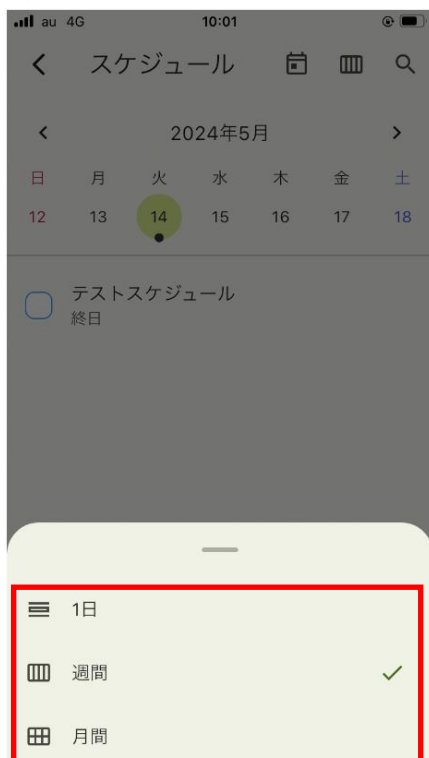 au 4G 10:01
スケジュール
2024年5月
日 月 火 水 木 金 土
12 13 14 15 16 17 18
テストスケジュール
終日
1日
週間
月間